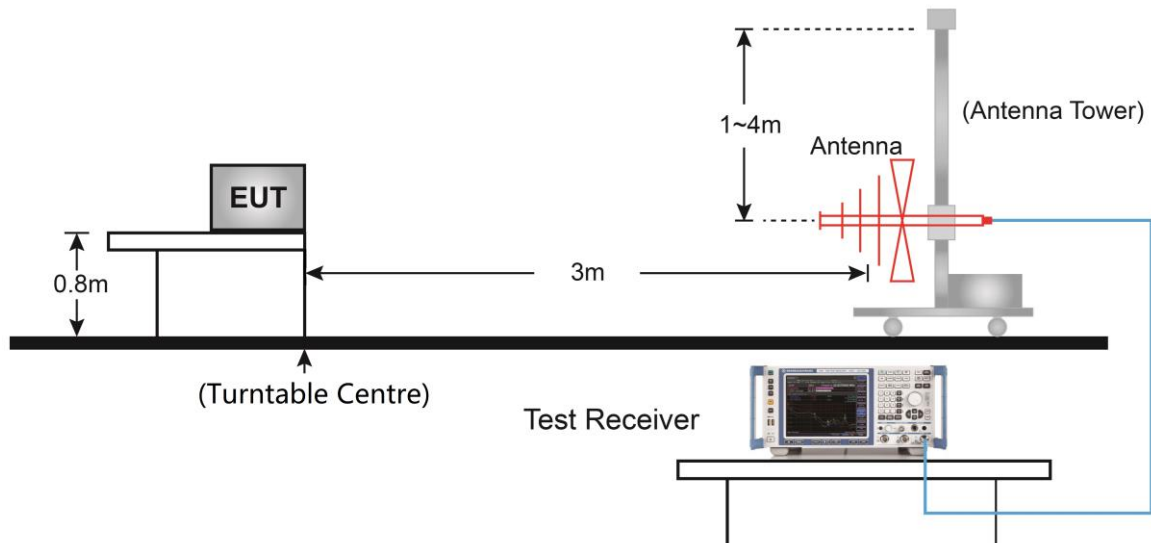 1~4m
(Antenna Tower)
Antenna
EUT
0.8m
3m
(Turntable Centre)
Test Receiver